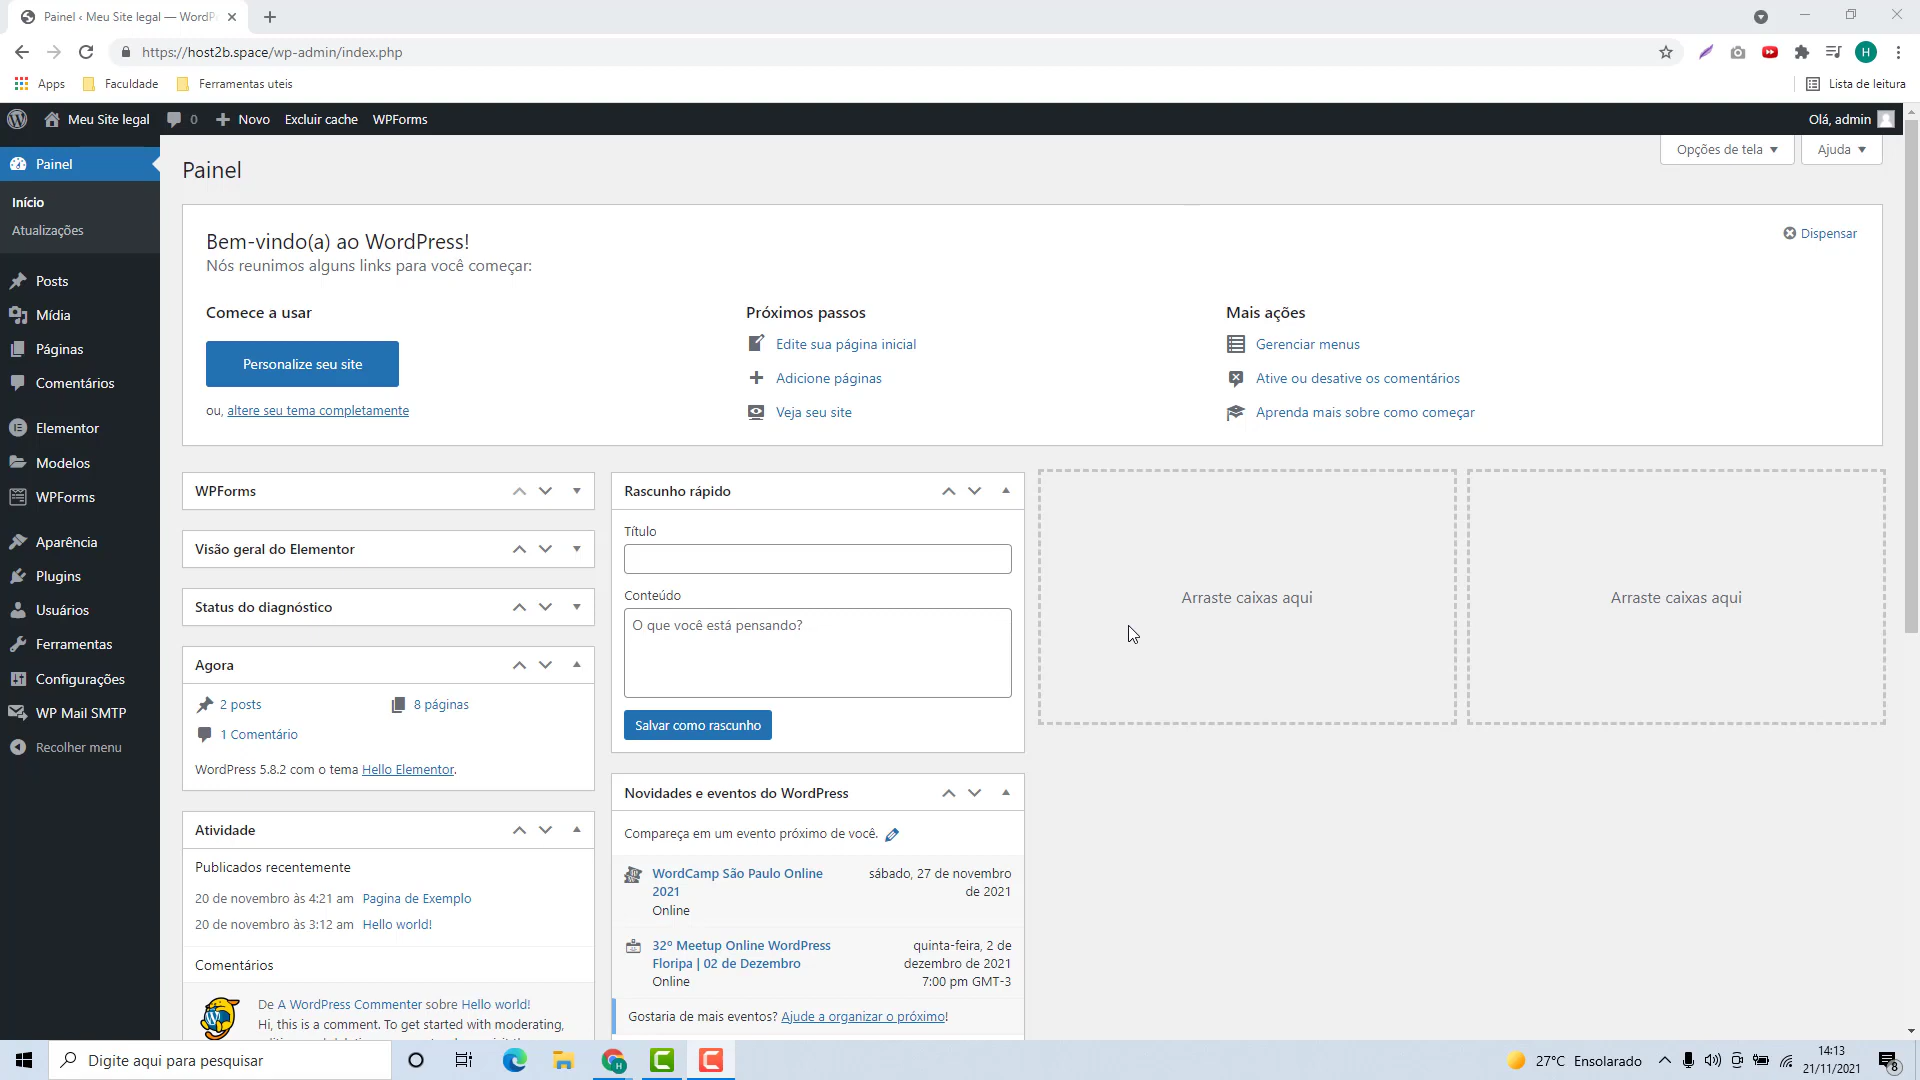 Painel ‹ Meu Site legal — WordP
https://host2b.space/wp-admin/index.php
H
Apps
Faculdade
Ferramentas uteis
Lista de leitura
Meu Site legal
0
Novo
Excluir cache
WPForms
Olá, admin
Painel
Início
Atualizações
Posts
Mídia
Páginas
Comentários
Elementor
Modelos
WPForms
Aparência
Plugins
Usuários
Ferramentas
Configurações
WP Mail SMTP
Recolher menu
Painel
Opções de tela
Ajuda
Bem-vindo(a) ao WordPress!
Nós reunimos alguns links para você começar:
Dispensar
Comece a usar
Personalize seu site
ou, altere seu tema completamente
Próximos passos
Edite sua página inicial
Adicione páginas
Veja seu site
Mais ações
Gerenciar menus
Ative ou desative os comentários
Aprenda mais sobre como começar
WPForms
Visão geral do Elementor
Status do diagnóstico
Agora
2 posts
8 páginas
1 Comentário
WordPress 5.8.2 com o tema Hello Elementor.
Atividade
Publicados recentemente
20 de novembro às 4:21 am Pagina de Exemplo
20 de novembro às 3:12 am Hello world!
Comentários
De A WordPress Commenter sobre Hello world!
Hi, this is a comment. To get started with moderating,
Rascunho rápido
Título
Conteúdo
O que você está pensando?
Salvar como rascunho
Novidades e eventos do WordPress
Compareça em um evento próximo de você.
WordCamp São Paulo Online
2021
Online
sábado, 27 de novembro
de 2021
32º Meetup Online WordPress
Floripa | 02 de Dezembro
Online
quinta-feira, 2 de
dezembro de 2021
7:00 pm GMT-3
Gostaria de mais eventos? Ajude a organizar o próximo!
Arraste caixas aqui
Arraste caixas aqui
Digite aqui para pesquisar
27°C Ensolarado
14:13
21/11/2021
8